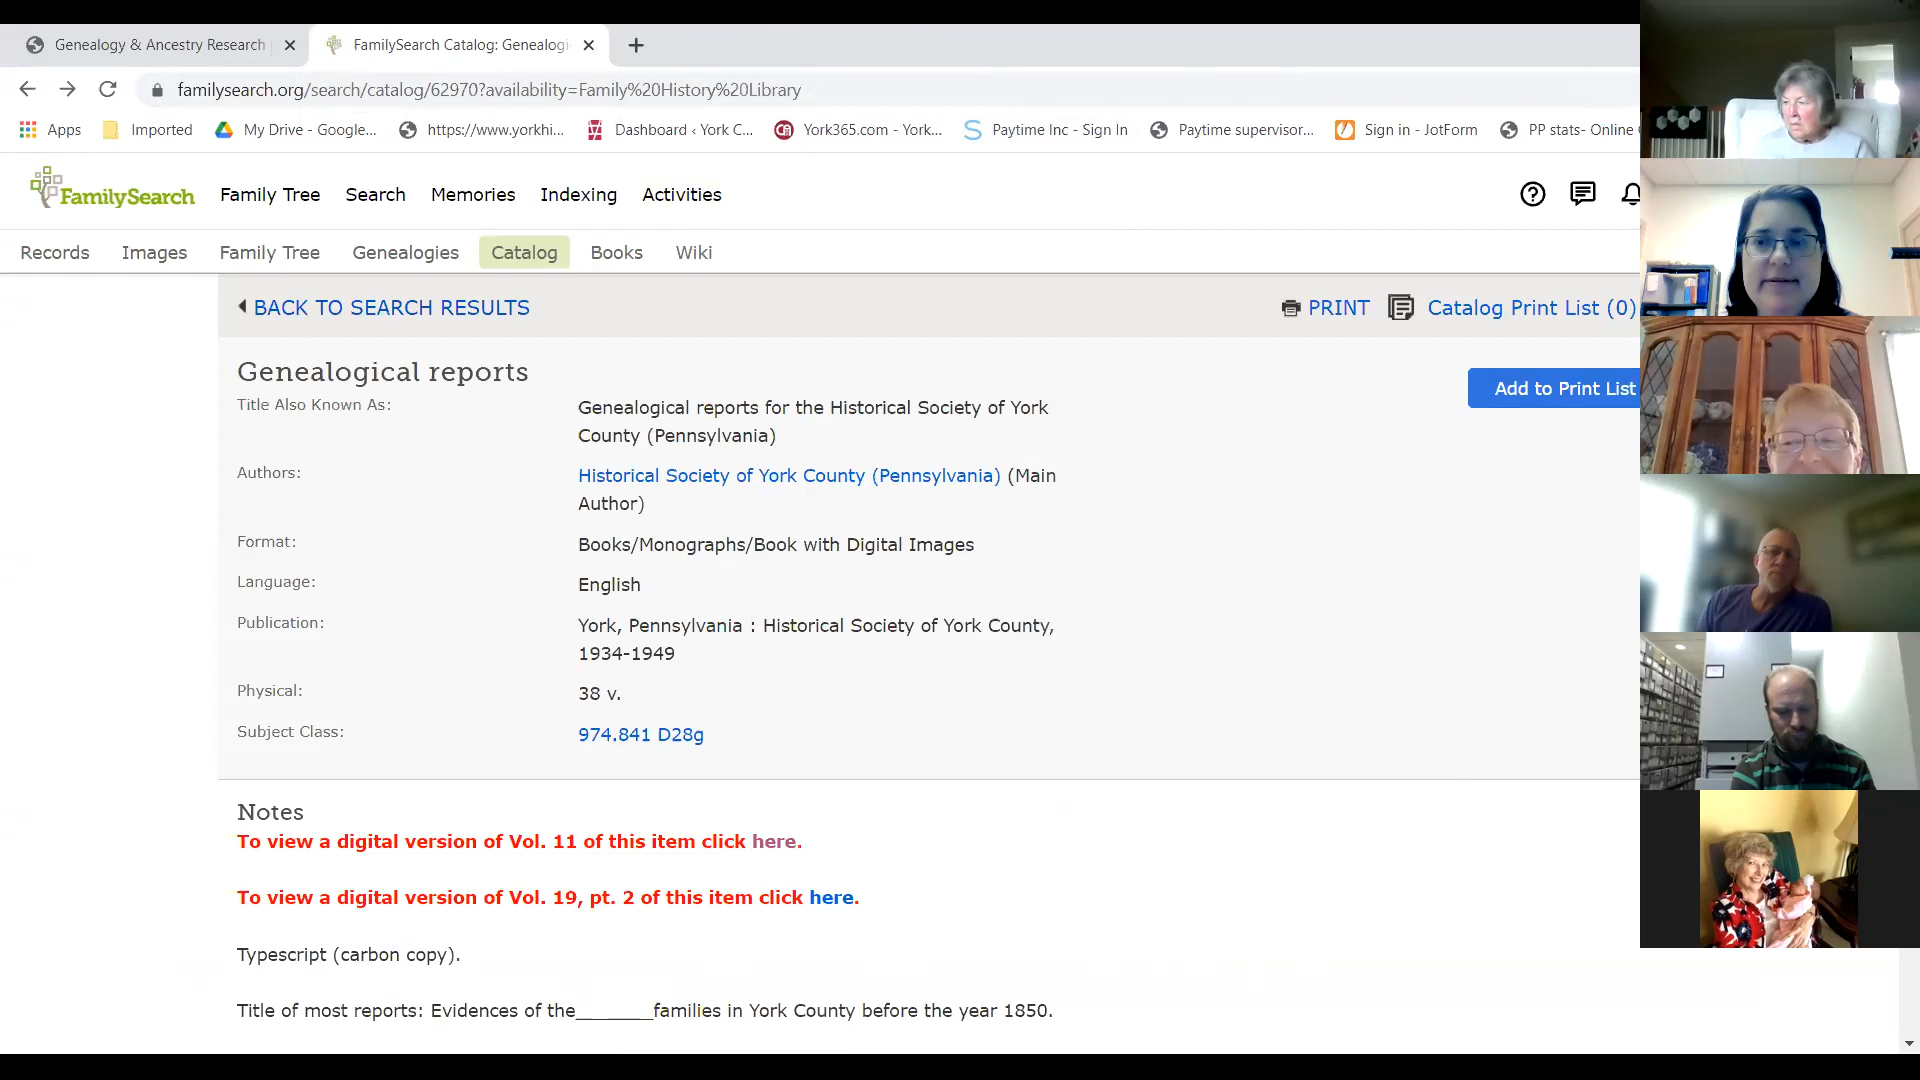 Genealogy & Ancestry Research
FamilySearch Catalog: Genealogi
familysearch.org/search/catalog/62970?availability=Family%20History%20Library
Apps Imported My Drive - Google... https://www.yorkhi... Dashboard ‹ York C... York365.com - York... Paytime Inc - Sign In Paytime supervisor... Sign in - JotForm PP stats- Online
FamilySearch Family Tree Search Memories Indexing Activities
Records Images Family Tree Genealogies Catalog Books Wiki
BACK TO SEARCH RESULTS PRINT Catalog Print List (0)
Genealogical reports
Add to Print List
Title Also Known As: Genealogical reports for the Historical Society of York
County (Pennsylvania)
Authors: Historical Society of York County (Pennsylvania) (Main
Author)
Format: Books/Monographs/Book with Digital Images
Language: English
Publication: York, Pennsylvania : Historical Society of York County,
1934-1949
Physical: 38 v.
Subject Class: 974.841 D28g
Notes
To view a digital version of Vol. 11 of this item click here.
To view a digital version of Vol. 19, pt. 2 of this item click here.
Typescript (carbon copy).
Title of most reports: Evidences of the_______families in York County before the year 1850.